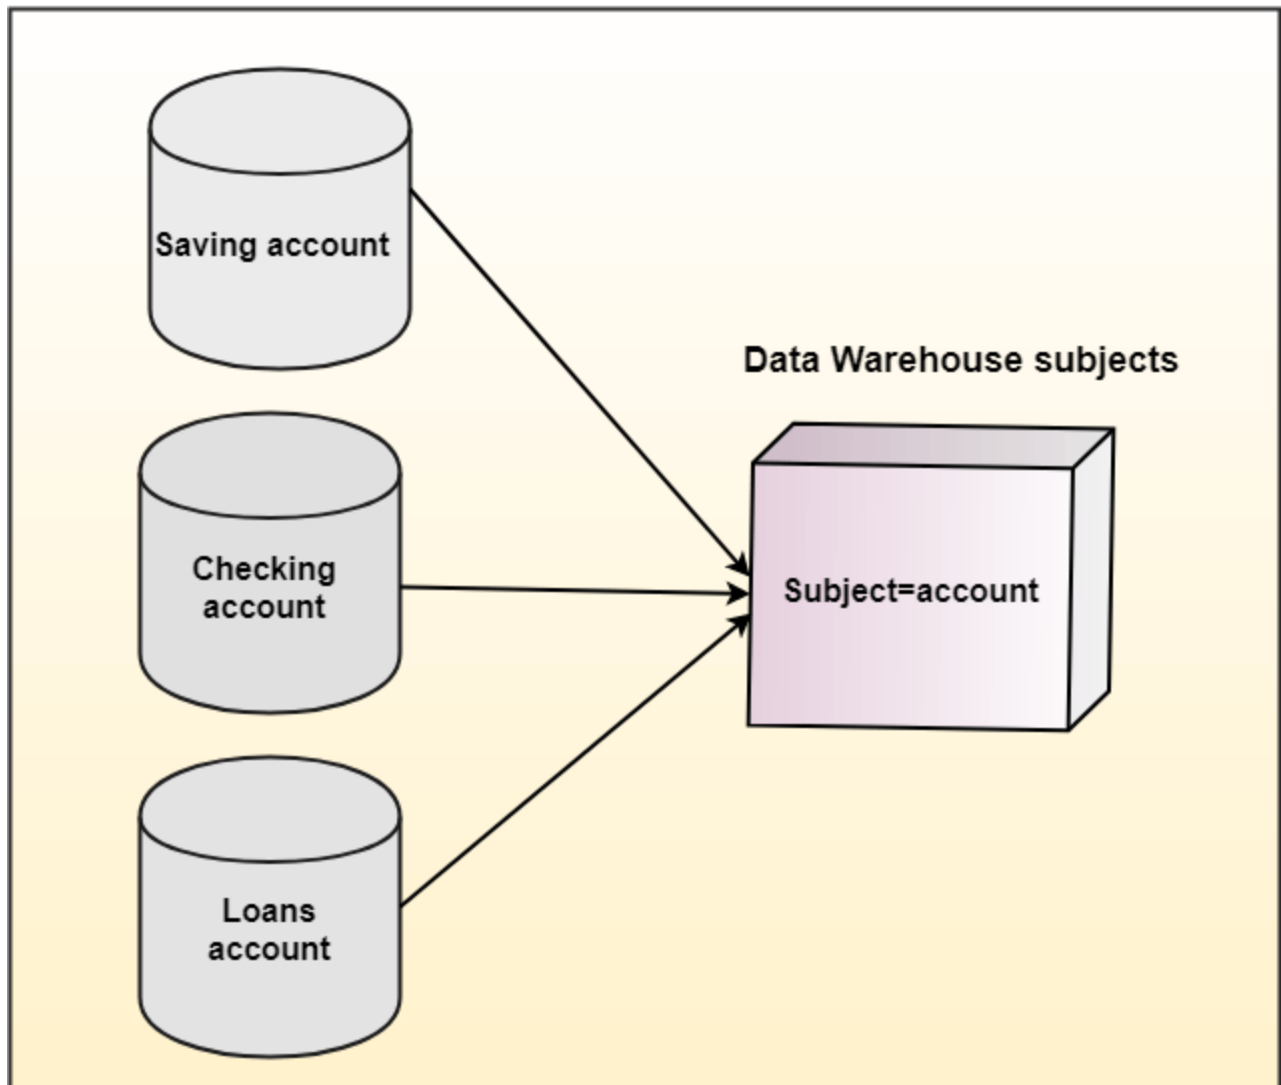 Saving account
Data Warehouse subjects
Checking
account
Subject=account
Loans
account